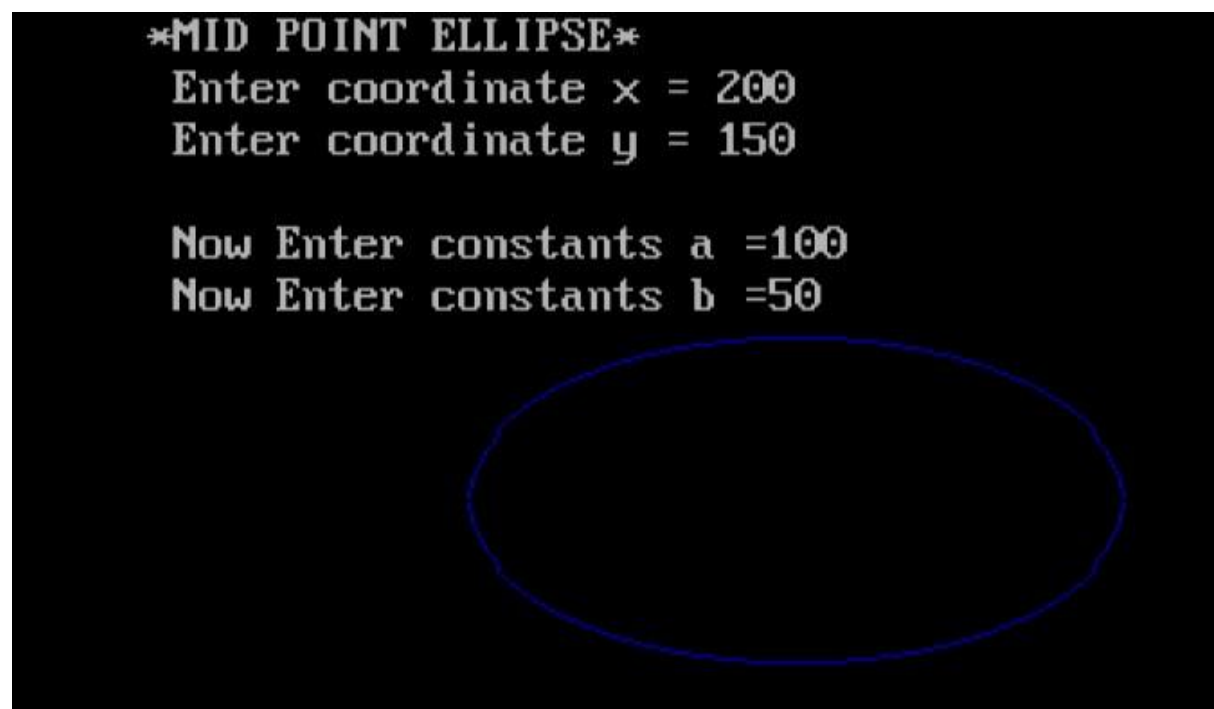 *MID POINT ELLIPSE*
Enter coordinate x = 200
Enter coordinate y = 150
Now Enter constants a =100
Now Enter constants b =50